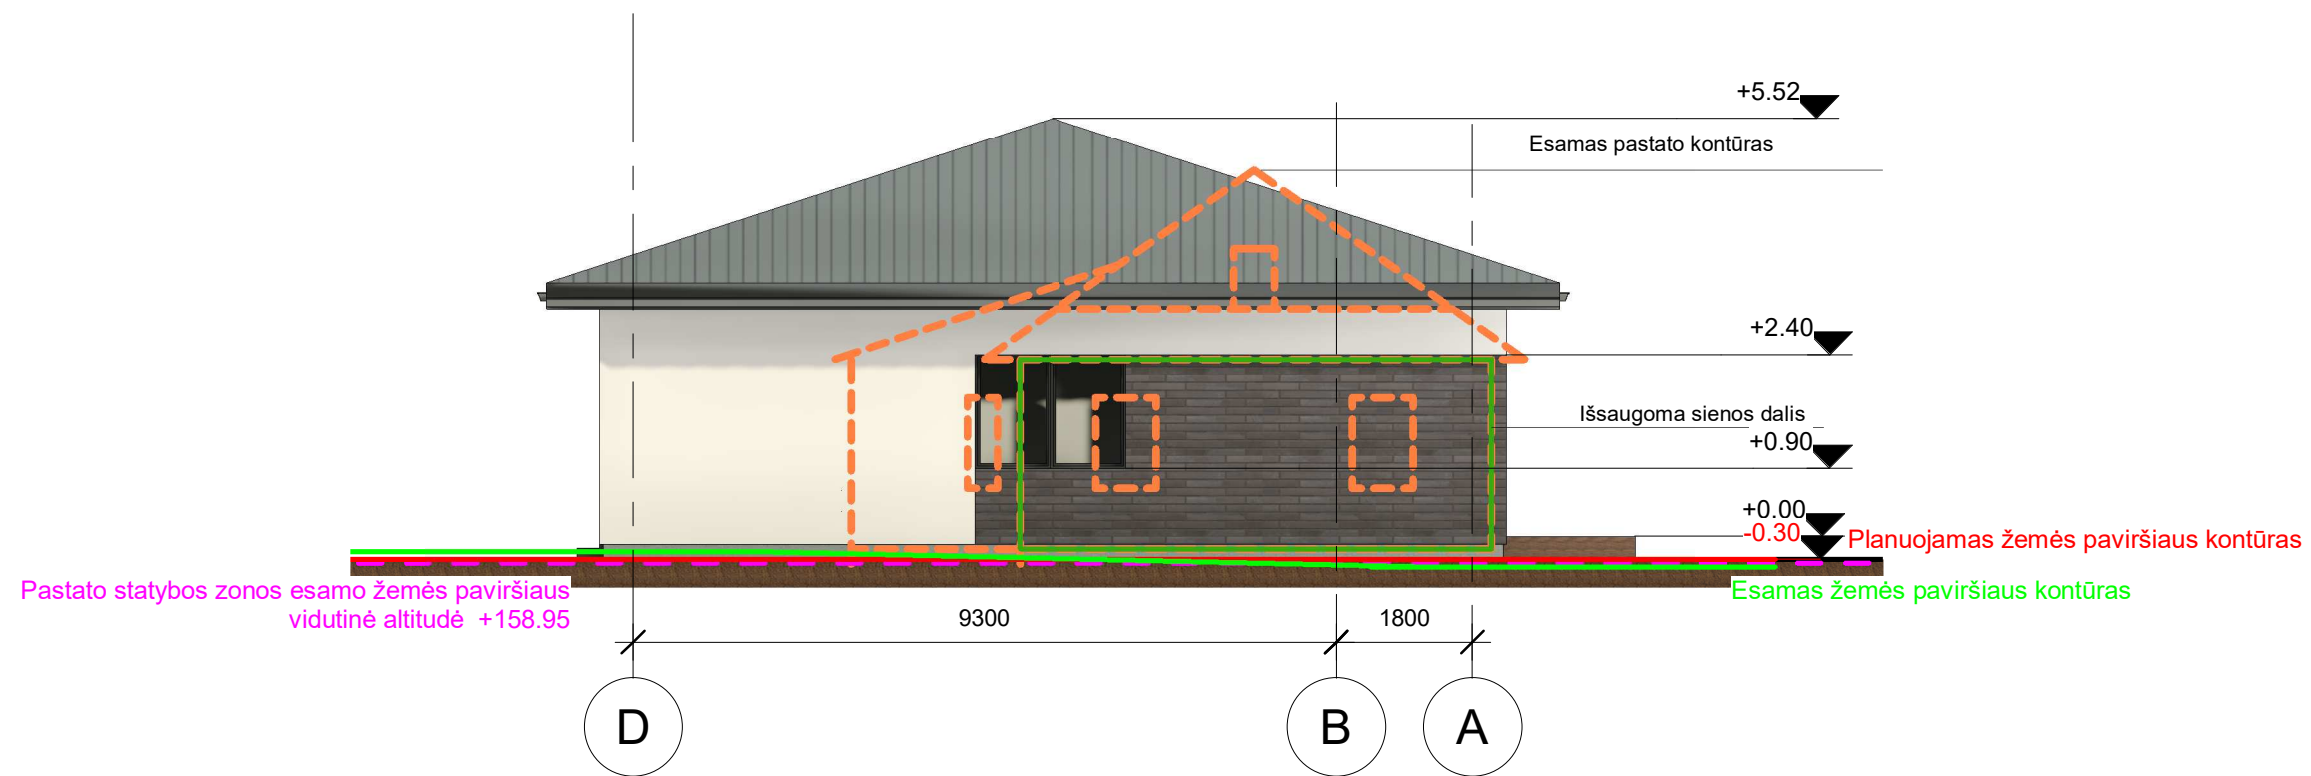 +5.52
Esamas pastato kontūras
+2.40
Išsaugoma sienos dalis
+0.90
+0.00
-0.30
Planuojamas žemės paviršiaus kontūras
Pastato statybos zonos esamo žemės paviršiaus
vidutinė altitudė +158.95
Esamas žemės paviršiaus kontūras
9300
1800
D
B
A